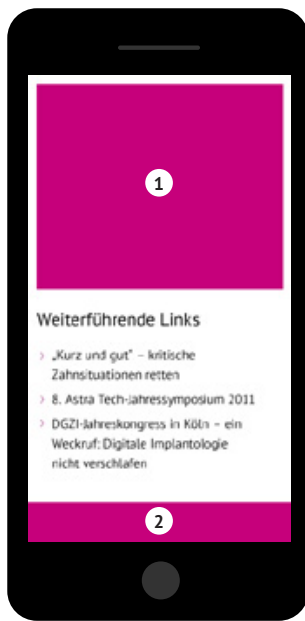 1
Weiterführende Links
› „Kurz und gut“ – kritische
Zahnsituationen retten
› 8. Astra Tech-Jahressymposium 2011
› DGZI-Jahreskongress in Köln – ein
Weckruf: Digitale Implantologie
nicht verschlafen
2